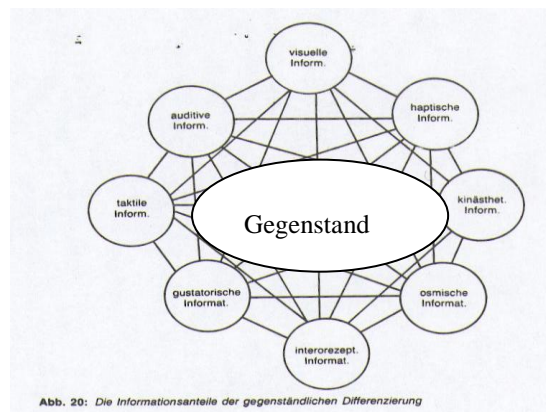 visuelle
Inform.
auditive
Inform.
haptische
Inform.
taktile
Inform.
Gegenstand
kinästhet.
Inform.
gustatorische
Informat.
osmische
Informat.
interorezept.
Informat.
Abb. 20: Die Informationsanteile der gegenständlichen Differenzierung